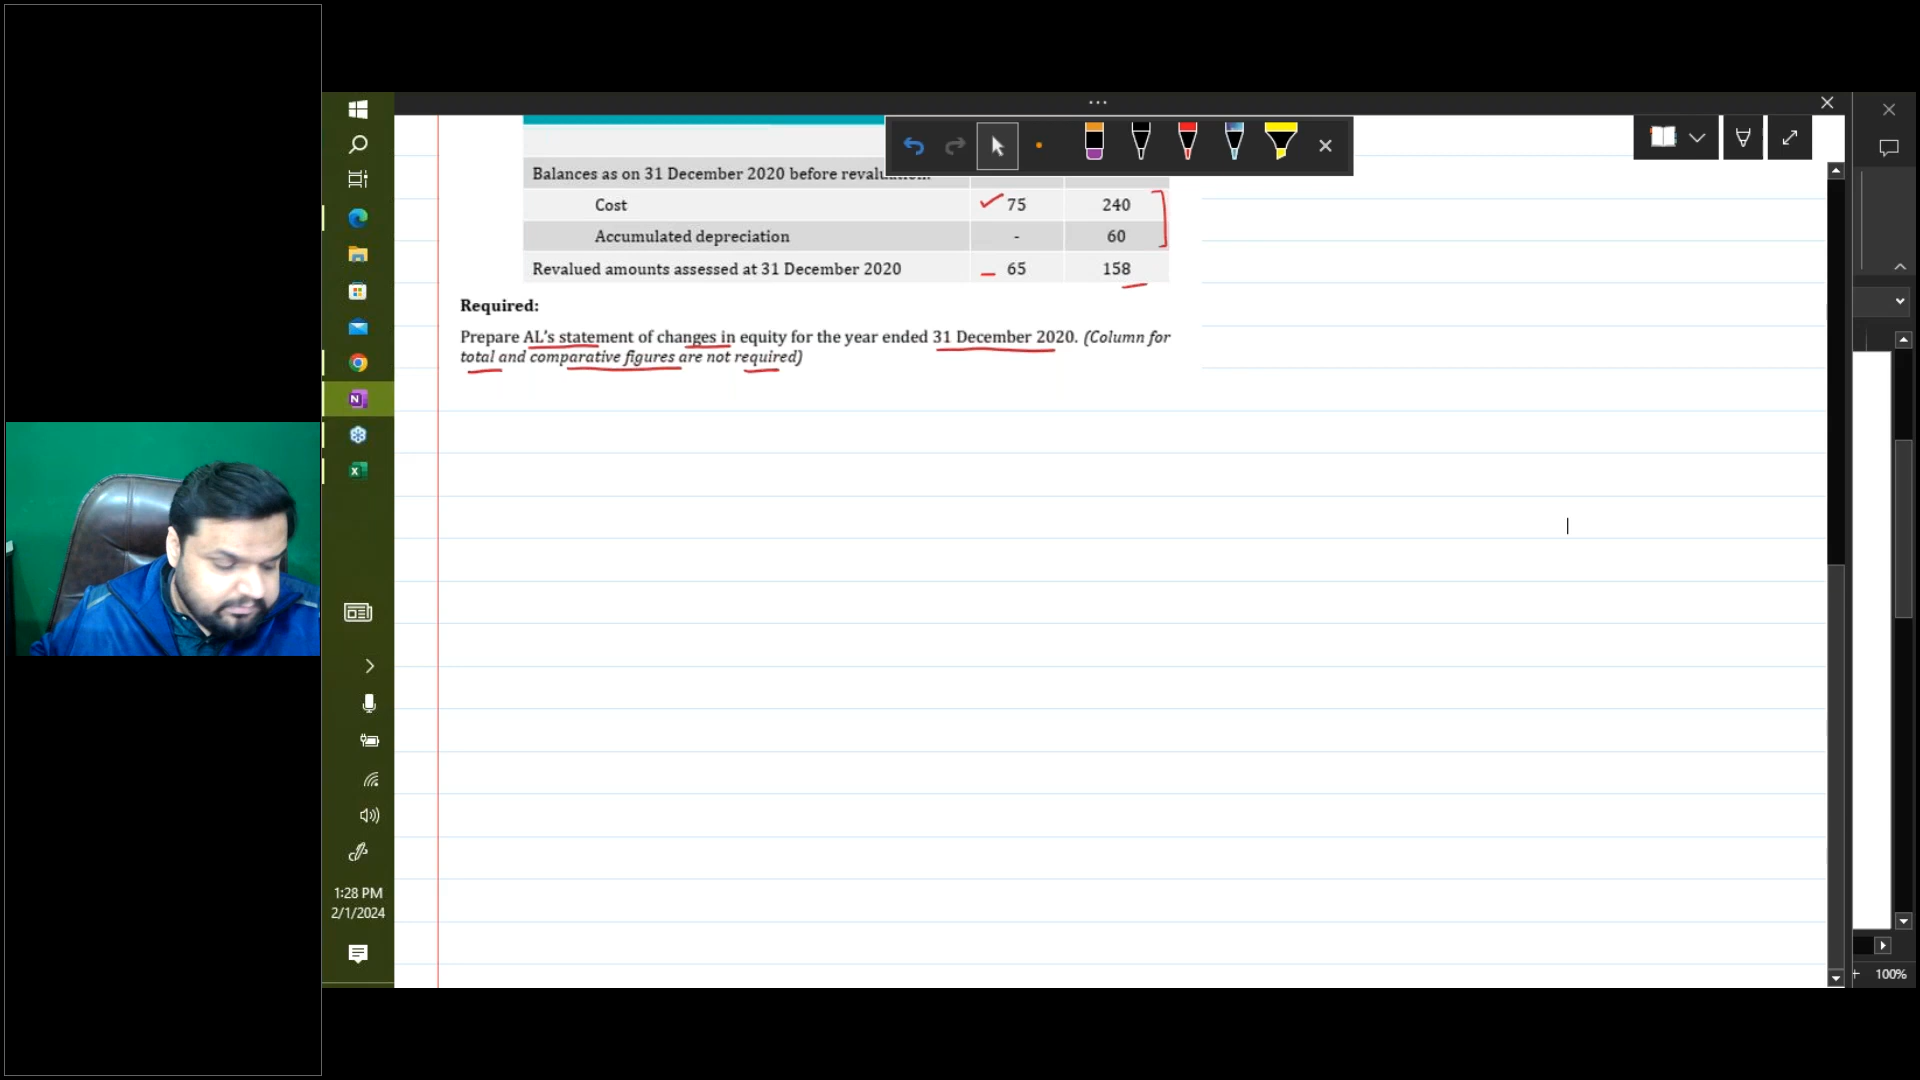 Balances as on 31 December 2020 before
Cost 75 240
Accumulated depreciation - 60
Revalued amounts assessed at 31 December 2020 65 158
Required:
Prepare AL's statement of changes in equity for the year ended 31 December 2020. (Column for
total and comparative figures are not required)
1:28 PM
2/1/2024
100%